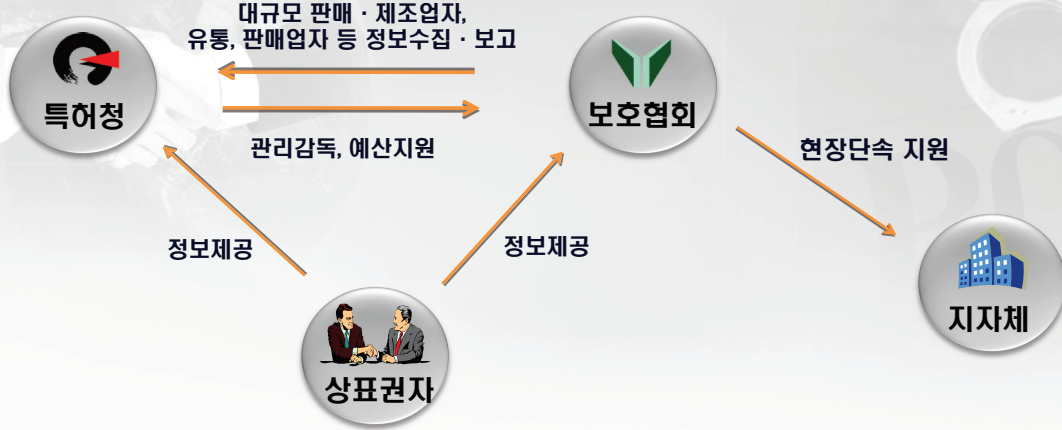 대규모 판매 · 제조업자,
유통, 판매업자 등 정보수집 · 보고
특허청
보호협회
관리감독, 예산지원
현장단속 지원
정보제공
정보제공
지자체
상표권자